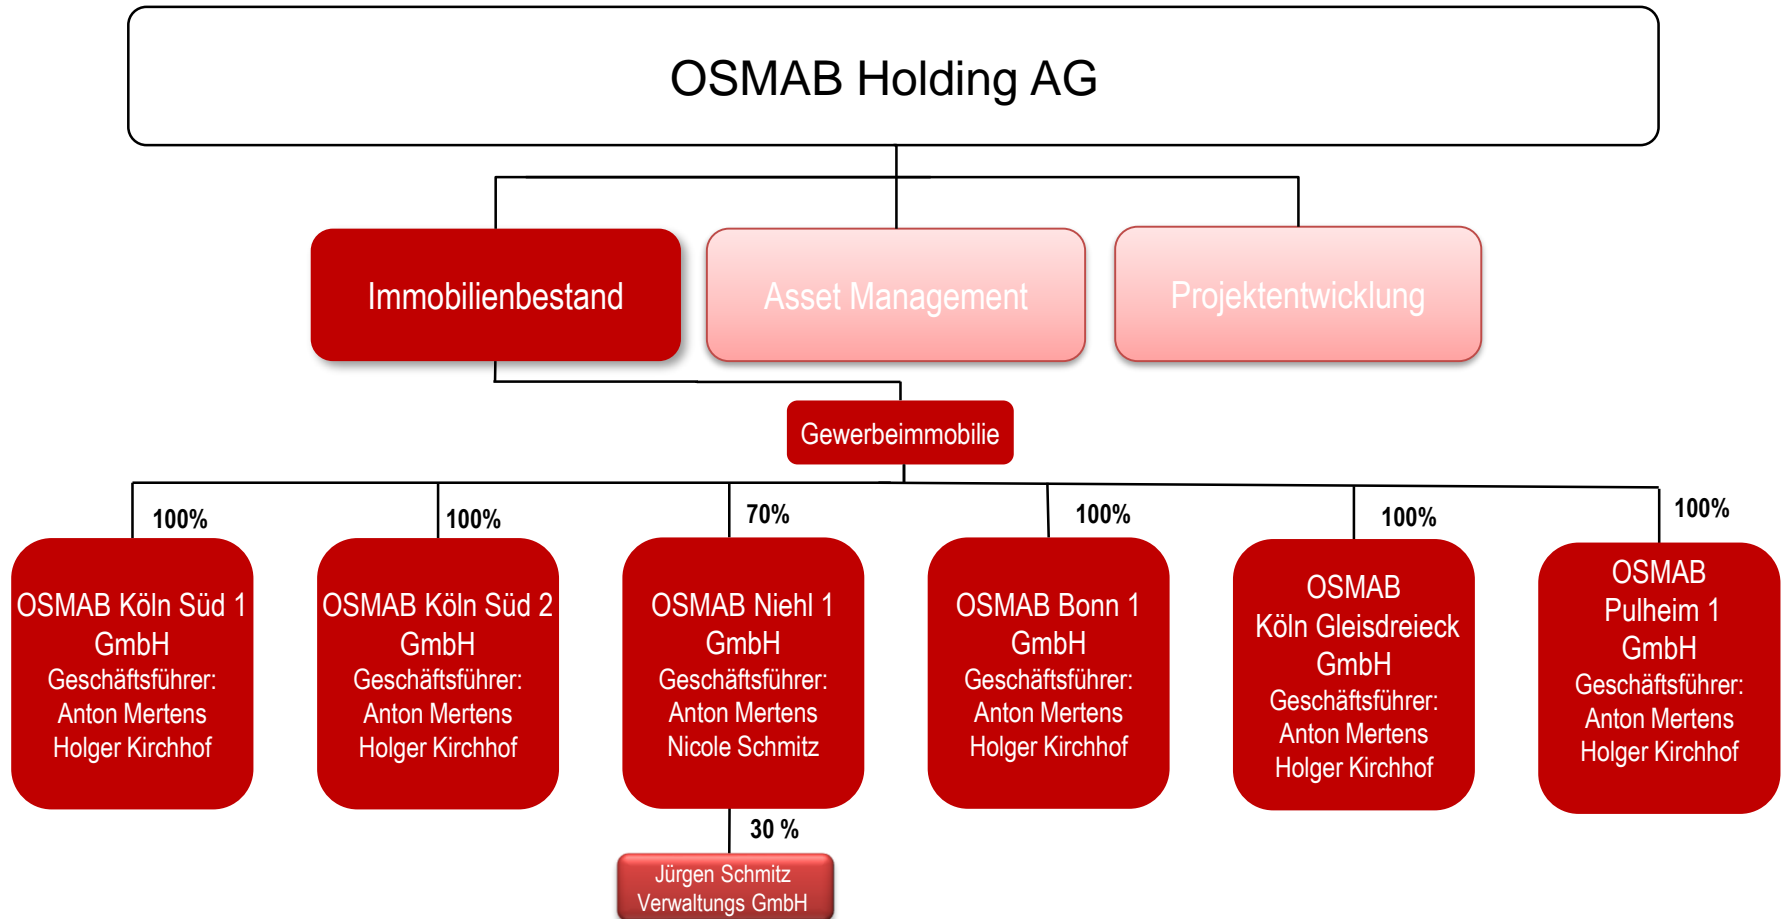 OSMAB Holding AG
Immobilienbestand
Asset Management
Projektentwicklung
Gewerbeimmobilie
100%
100%
70%
100%
100%
100%
OSMAB Köln Süd 1
GmbH
Geschäftsführer:
Anton Mertens
Holger Kirchhof
OSMAB Köln Süd 2
GmbH
Geschäftsführer:
Anton Mertens
Holger Kirchhof
OSMAB Niehl 1
GmbH
Geschäftsführer:
Anton Mertens
Nicole Schmitz
OSMAB Bonn 1
GmbH
Geschäftsführer:
Anton Mertens
Holger Kirchhof
OSMAB
Köln Gleisdreieck
GmbH
Geschäftsführer:
Anton Mertens
Holger Kirchhof
OSMAB
Pulheim 1
GmbH
Geschäftsführer:
Anton Mertens
Holger Kirchhof
30 %
Jürgen Schmitz
Verwaltungs GmbH